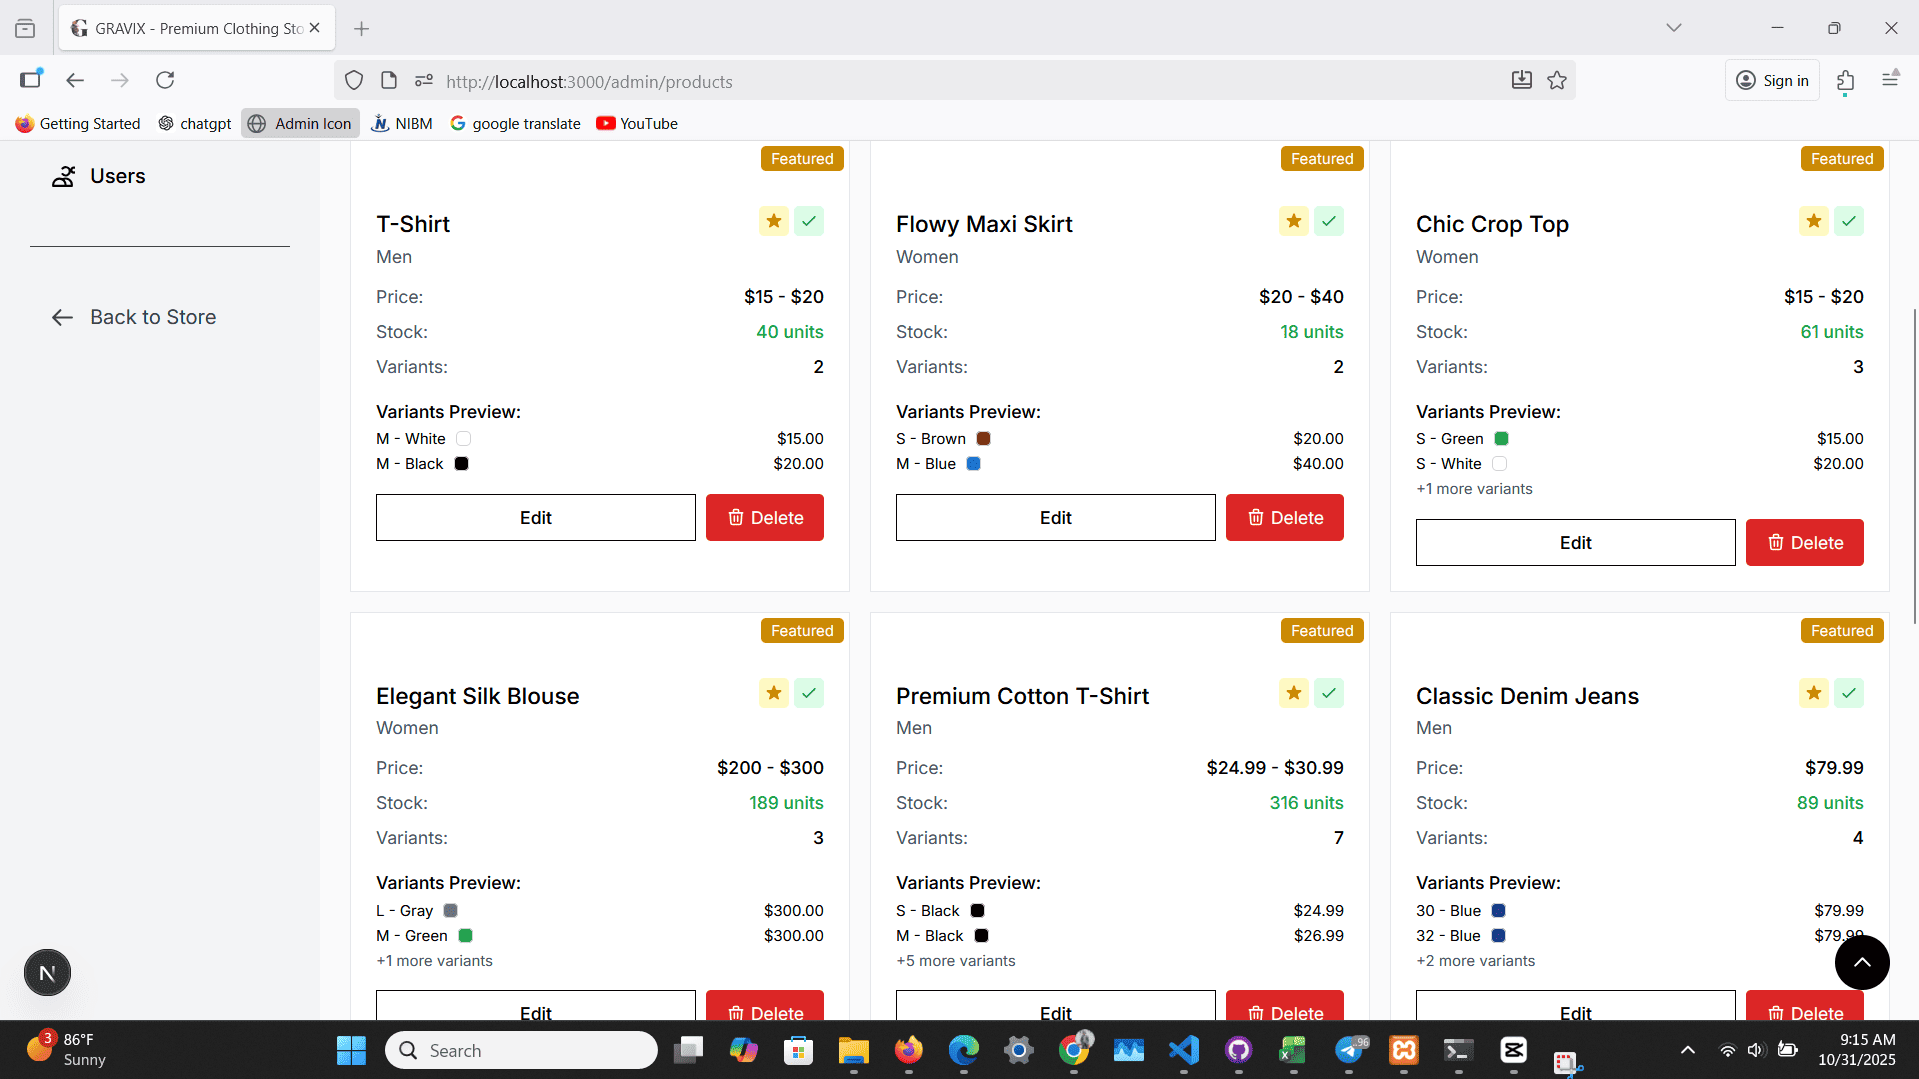 GRAVIX - Premium Clothing Sto
http://localhost:3000/admin/products
Sign in
Getting Started
chatgpt
Admin Icon
NIBM
google translate
YouTube
Users
Back to Store
Featured
T-Shirt
Men
Price: $15 - $20
Stock: 40 units
Variants: 2
Variants Preview:
M - White $15.00
M - Black $20.00
Edit
Delete
Featured
Flowy Maxi Skirt
Women
Price: $20 - $40
Stock: 18 units
Variants: 2
Variants Preview:
S - Brown $20.00
M - Blue $40.00
Edit
Delete
Featured
Chic Crop Top
Women
Price: $15 - $20
Stock: 61 units
Variants: 3
Variants Preview:
S - Green $15.00
S - White $20.00
+1 more variants
Edit
Delete
Featured
Elegant Silk Blouse
Women
Price: $200 - $300
Stock: 189 units
Variants: 3
Variants Preview:
L - Gray $300.00
M - Green $300.00
+1 more variants
Edit
Delete
Featured
Premium Cotton T-Shirt
Men
Price: $24.99 - $30.99
Stock: 316 units
Variants: 7
Variants Preview:
S - Black $24.99
M - Black $26.99
+5 more variants
Edit
Delete
Featured
Classic Denim Jeans
Men
Price: $79.99
Stock: 89 units
Variants: 4
Variants Preview:
30 - Blue $79.99
32 - Blue $79.99
+2 more variants
Edit
Delete
N
3
86°F
Sunny
Search
96
9:15 AM
10/31/2025